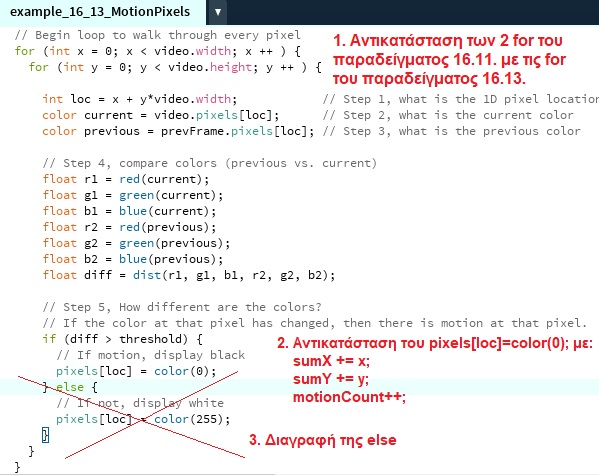 example_16_13_MotionPixels ▼
// Begin loop to walk through every pixel
for (int x = 0; x < video.width; x ++ ) {
for (int y = 0; y < video.height; y ++ ) {
1. Αντικατάσταση των 2 for του
παραδείγματος 16.11. με τις for
του παραδείγματος 16.13.
int loc = x + y*video.width; // Step 1, what is the 1D pixel location
color current = video.pixels[loc]; // Step 2, what is the current color
color previous = prevFrame.pixels[loc]; // Step 3, what is the previous color
// Step 4, compare colors (previous vs. current)
float r1 = red(current);
float g1 = green(current);
float b1 = blue(current);
float r2 = red(previous);
float g2 = green(previous);
float b2 = blue(previous);
float diff = dist(r1, g1, b1, r2, g2, b2);
// Step 5, How different are the colors?
// If the color at that pixel has changed, then there is motion at that pixel.
if (diff > threshold) {
// If motion, display black
pixels[loc] = color(0);
2. Αντικατάσταση του pixels[loc]=color(0); με:
sumX += x;
sumY += y;
motionCount++;
} else {
// If not, display white
pixels[loc] = color(255);
}
3. Διαγραφή της else
}
}